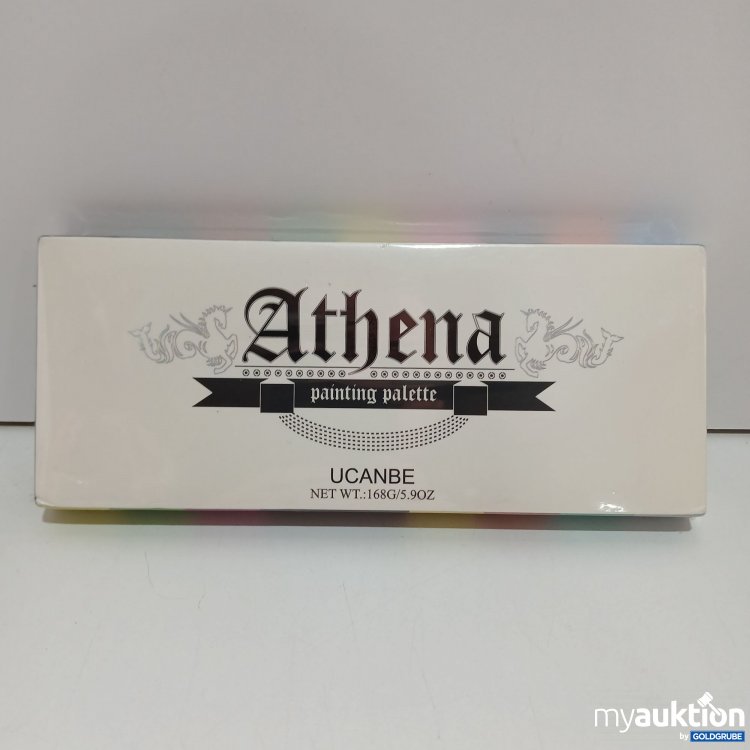 Athena
painting palette
UCANBE
NET WT.:168G/5.9OZ
myauktion
by GOLDGRUBE